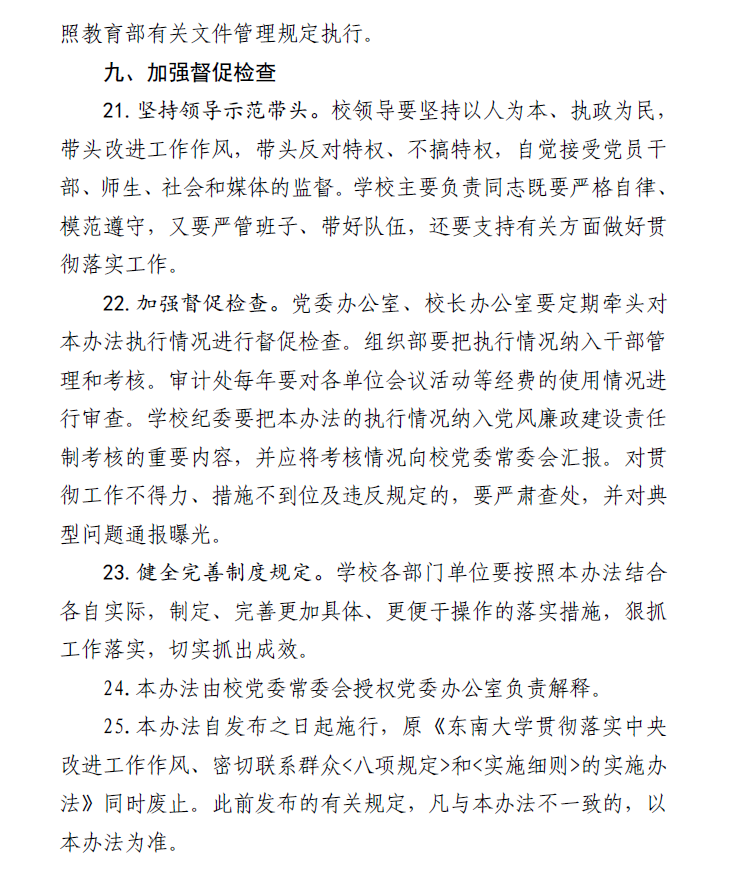 照教育部有关文件管理规定执行。
九、加强督促检查
21. 坚持领导示范带头。校领导要坚持以人为本、执政为民，
带头改进工作作风，带头反对特权、不搞特权，自觉接受党员干
部、师生、社会和媒体的监督。学校主要负责同志既要严格自律、
模范遵守，又要严管班子、带好队伍，还要支持有关方面做好贯
彻落实工作。
22. 加强督促检查。党委办公室、校长办公室要定期牵头对
本办法执行情况进行督促检查。组织部要把执行情况纳入干部管
理和考核。审计处每年要对各单位会议活动等经费的使用情况进
行审查。学校纪委要把本办法的执行情况纳入党风廉政建设责任
制考核的重要内容，并应将考核情况向校党委常委会汇报。对贯
彻工作不得力、措施不到位及违反规定的，要严肃查处，并对典
型问题通报曝光。
23. 健全完善制度规定。学校各部门单位要按照本办法结合
各自实际，制定、完善更加具体、更便于操作的落实措施，狠抓
工作落实，切实抓出成效。
24. 本办法由校党委常委会授权党委办公室负责解释。
25. 本办法自发布之日起施行，原《东南大学贯彻落实中央
改进工作作风、密切联系群众<八项规定>和<实施细则>的实施办
法》同时废止。此前发布的有关规定，凡与本办法不一致的，以
本办法为准。